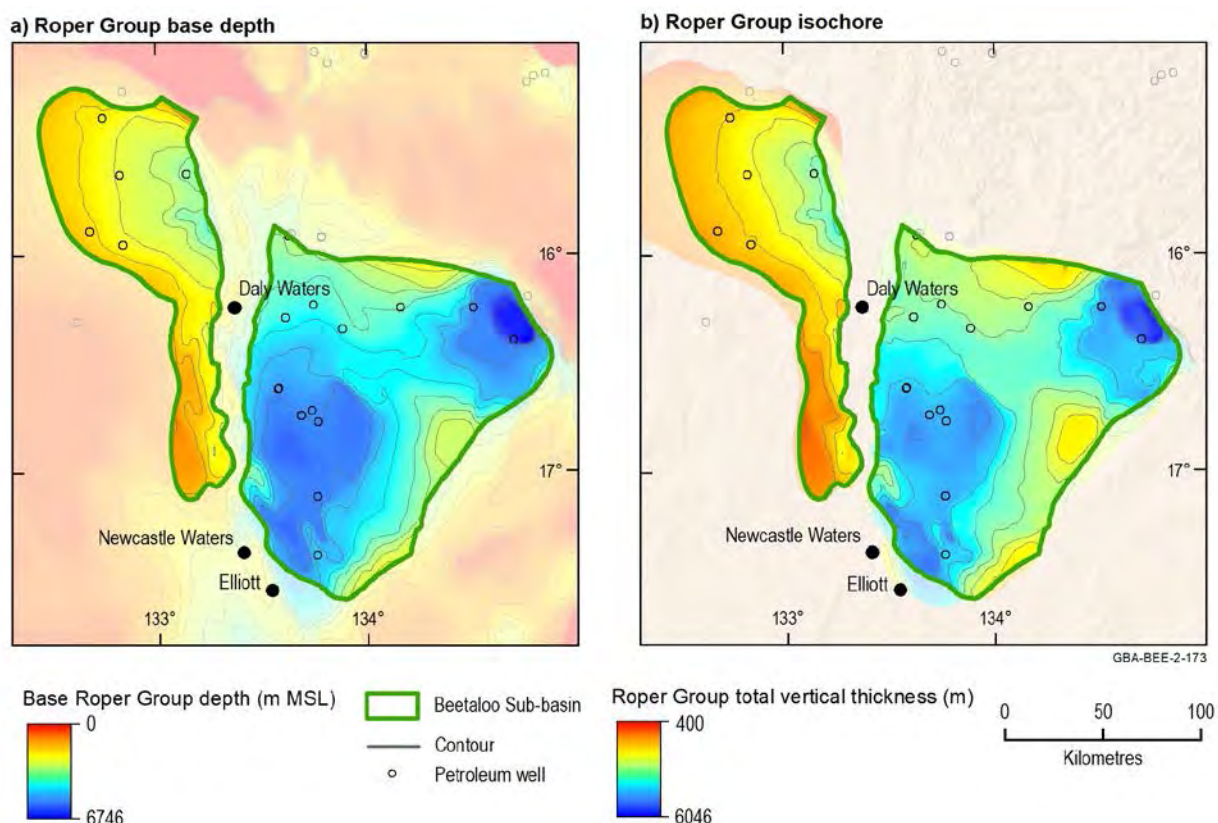 a) Roper Group base depth
b) Roper Group isochore
16°
Daly Waters
17°
Newcastle Waters
Elliott
133°
134°
16°
Daly Waters
17°
Newcastle Waters
Elliott
133°
134°
GBA-BEE-2-173
Base Roper Group depth (m MSL)
0
6746
Beetaloo Sub-basin
Contour
Petroleum well
Roper Group total vertical thickness (m)
400
6046
0 50 100
Kilometres